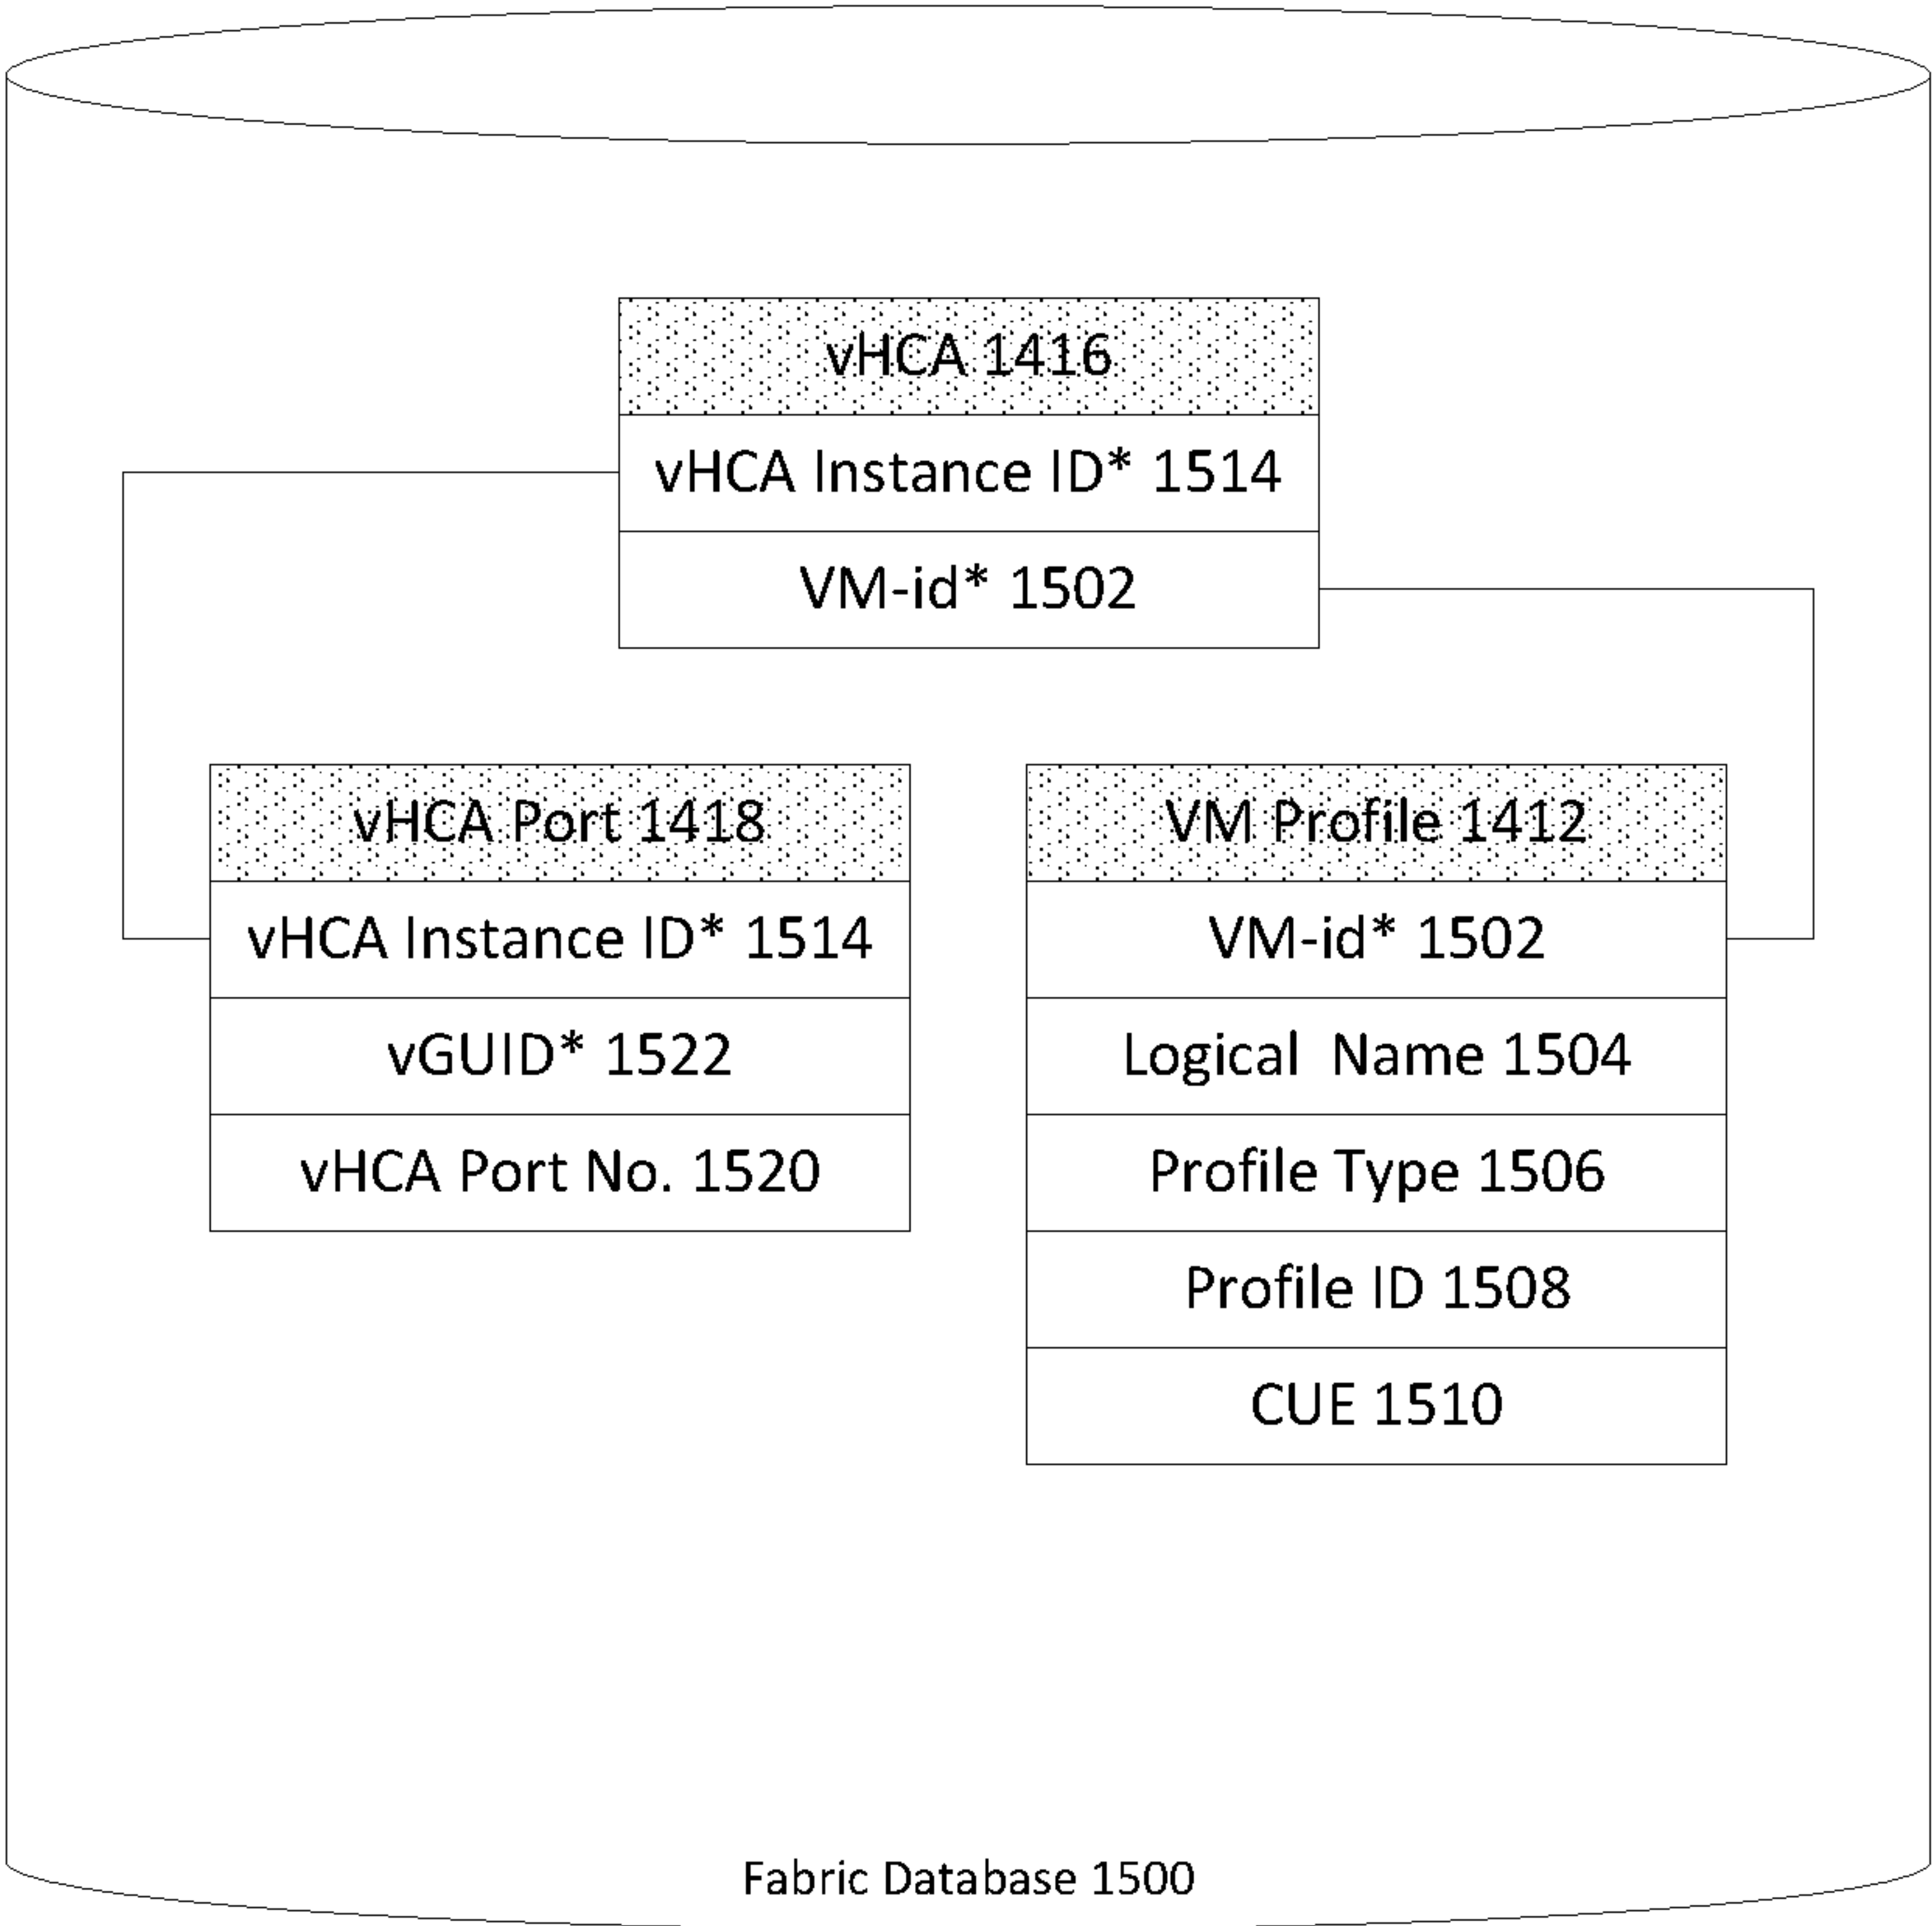 vHCA 1416
vHCA Instance ID* 1514
VM-id* 1502
vHCA Port 1418
vHCA Instance ID* 1514
vGUID* 1522
vHCA Port No. 1520
VM Profile 1412
VM-id* 1502
Logical Name 1504
Profile Type 1506
Profile ID 1508
CUE 1510
Fabric Database 1500